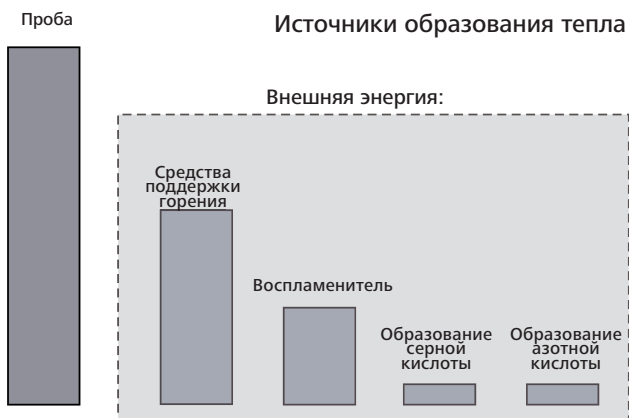 Проба
Источники образования тепла
Внешняя энергия:
Средства
поддержки
горения
Воспламенитель
Образование
серной
кислоты
Образование
азотной
кислоты